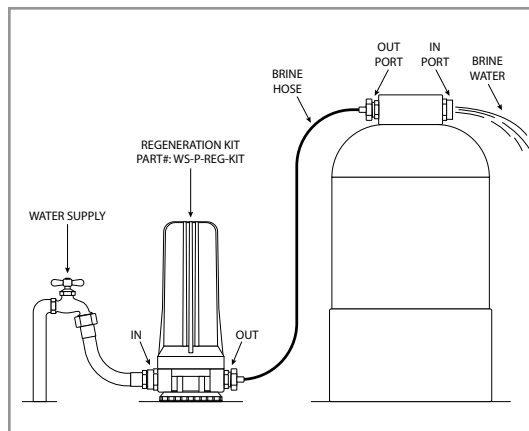 OUT
PORT
IN
PORT
BRINE
WATER
BRINE
HOSE
REGENERATION KIT
PART#: WS-P-REG-KIT
WATER SUPPLY
IN
OUT